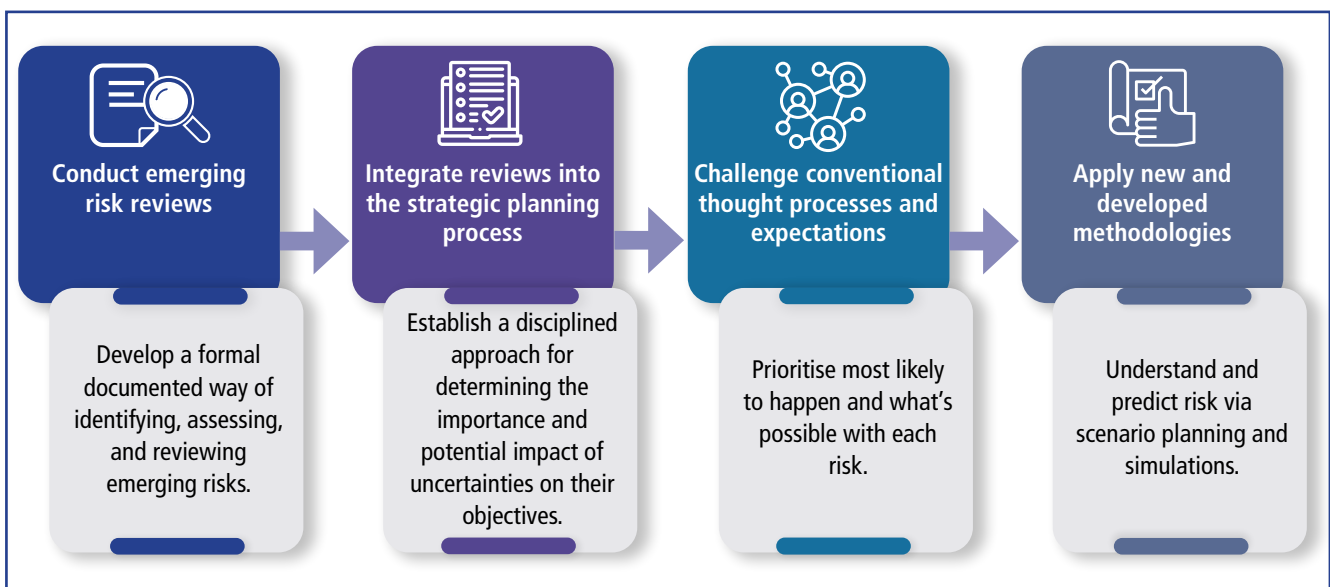 Conduct emerging
risk reviews
Develop a formal
documented way of
identifying, assessing,
and reviewing
emerging risks.
Integrate reviews into
the strategic planning
process
Establish a disciplined
approach for
determining the
importance and
potential impact of
uncertainties on their
objectives.
Challenge conventional
thought processes and
expectations
Prioritise most likely
to happen and what's
possible with each
risk.
Apply new and
developed
methodologies
Understand and
predict risk via
scenario planning and
simulations.